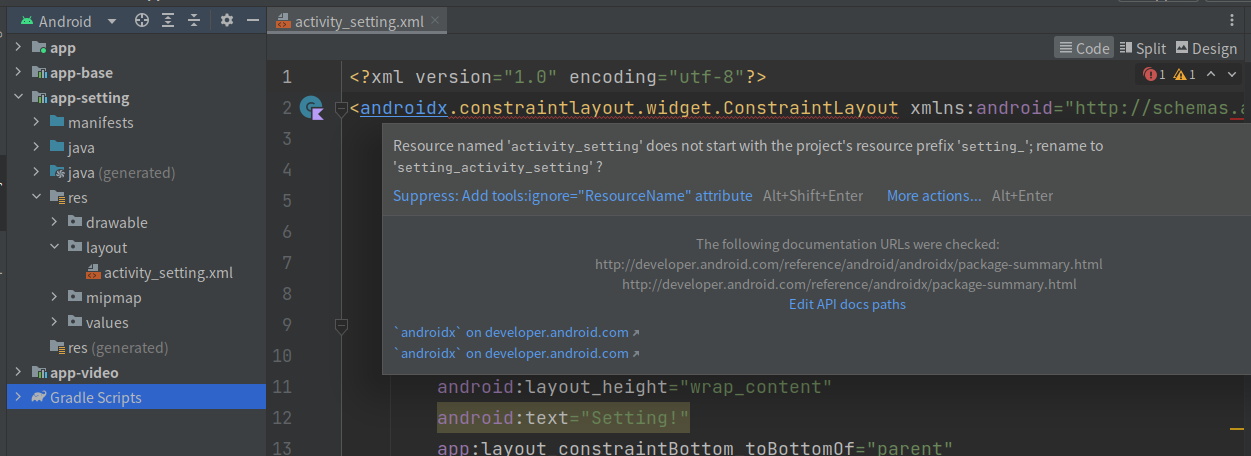 Android
activity_setting.xml
app
app-base
app-setting
manifests
java
java (generated)
res
drawable
layout
activity_setting.xml
mipmap
values
res (generated)
app-video
Gradle Scripts
Code Split Design
1 1
1 <?xml version="1.0" encoding="utf-8"?>
2 <androidx.constraintlayout.widget.ConstraintLayout xmlns:android="http://schemas.a
3
Resource named 'activity_setting' does not start with the project's resource prefix 'setting_'; rename to
4
'setting_activity_setting' ?
5
Suppress: Add tools:ignore="ResourceName" attribute Alt+Shift+Enter More actions... Alt+Enter
6
The following documentation URLs were checked:
7
http://developer.android.com/reference/android/androidx/package-summary.html
8
http://developer.android.com/reference/androidx/package-summary.html
Edit API docs paths
9
`androidx` on developer.android.com
10
`androidx` on developer.android.com
11 android:layout_height="wrap_content"
12 android:text="Setting!"
13 app:layout_constraintBottom_toBottomOf="parent"